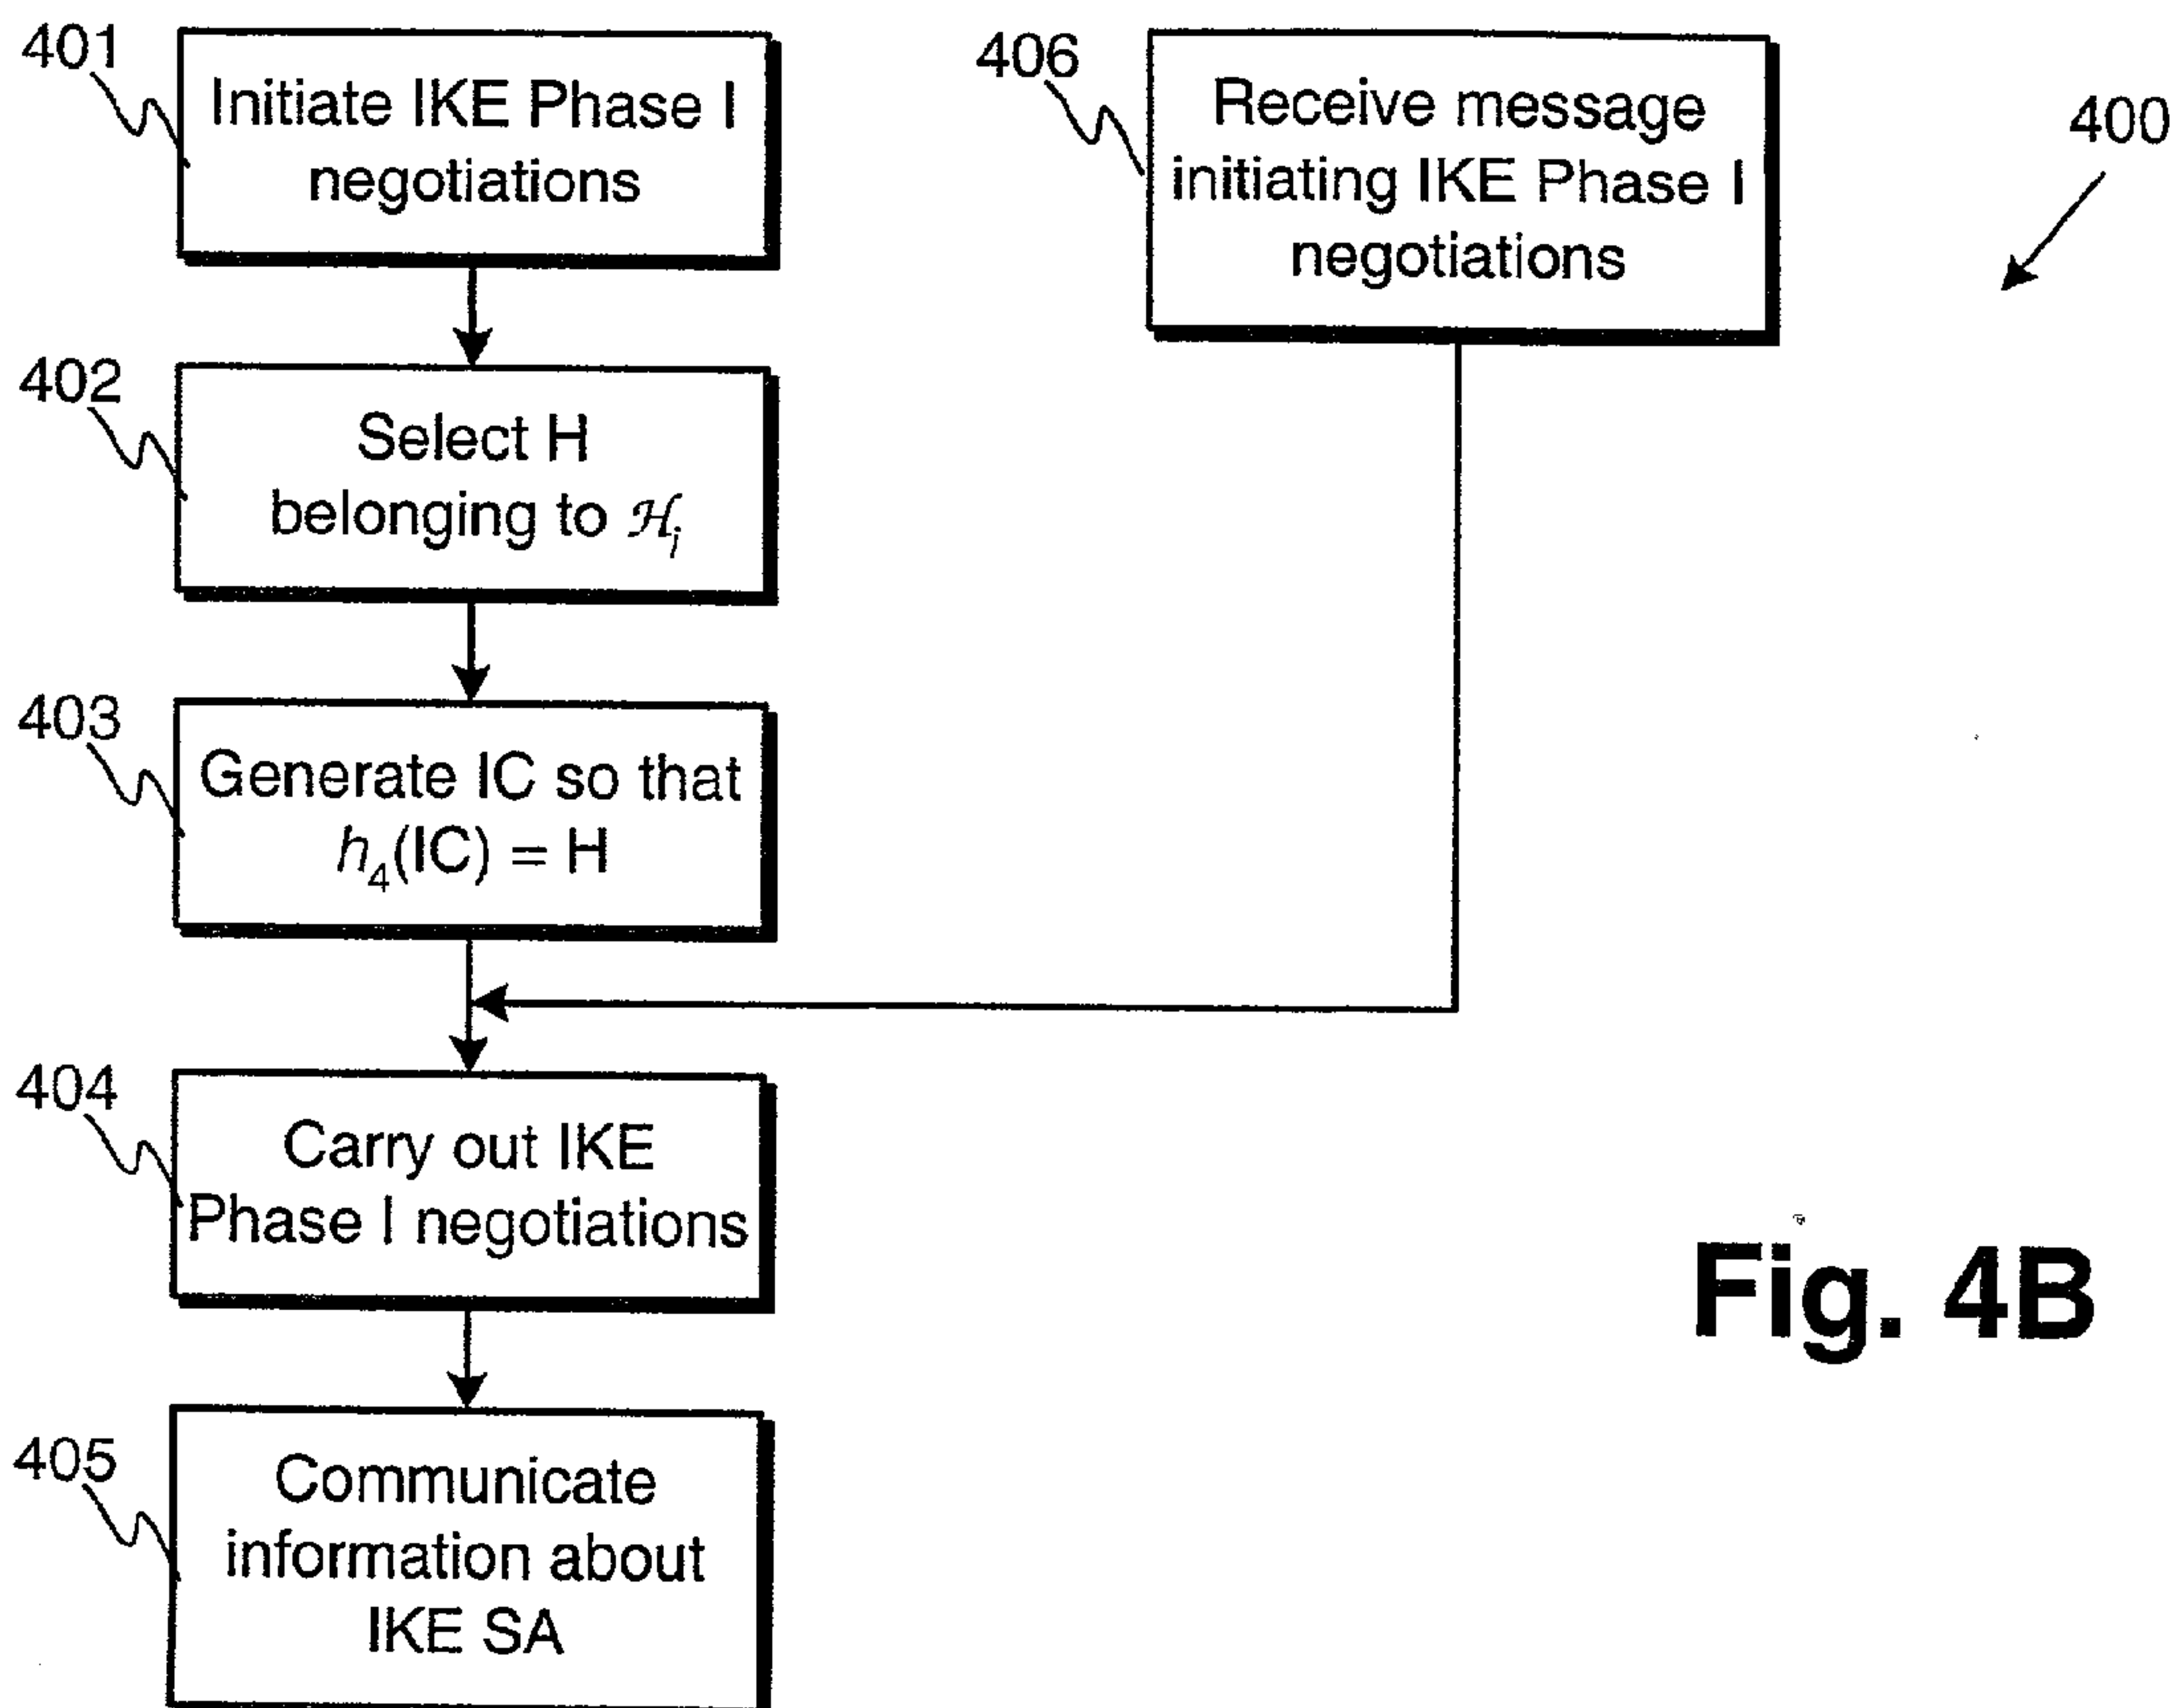 401
Initiate IKE Phase I
negotiations
406
Receive message
initiating IKE Phase I
negotiations
400
402
Select H
belonging to ℋᵢ
403
Generate IC so that
h₄(IC) = H
404
Carry out IKE
Phase I negotiations
405
Communicate
information about
IKE SA
Fig. 4B